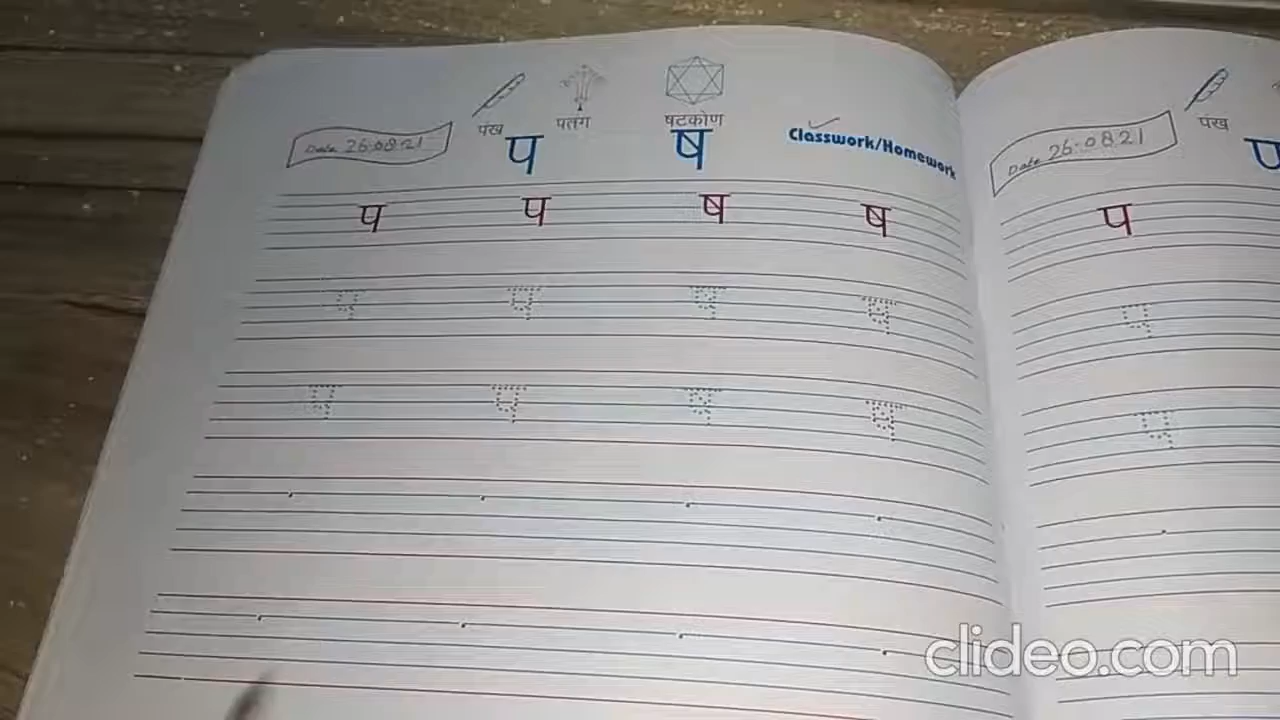 पंख पतंग षटकोण
Date 26.08.21 प ष Classwork/Homework
प प ष ष
प प ष ष
प प ष ष
पंख
Date 26.08.21 प
प
प
प
clideo.com